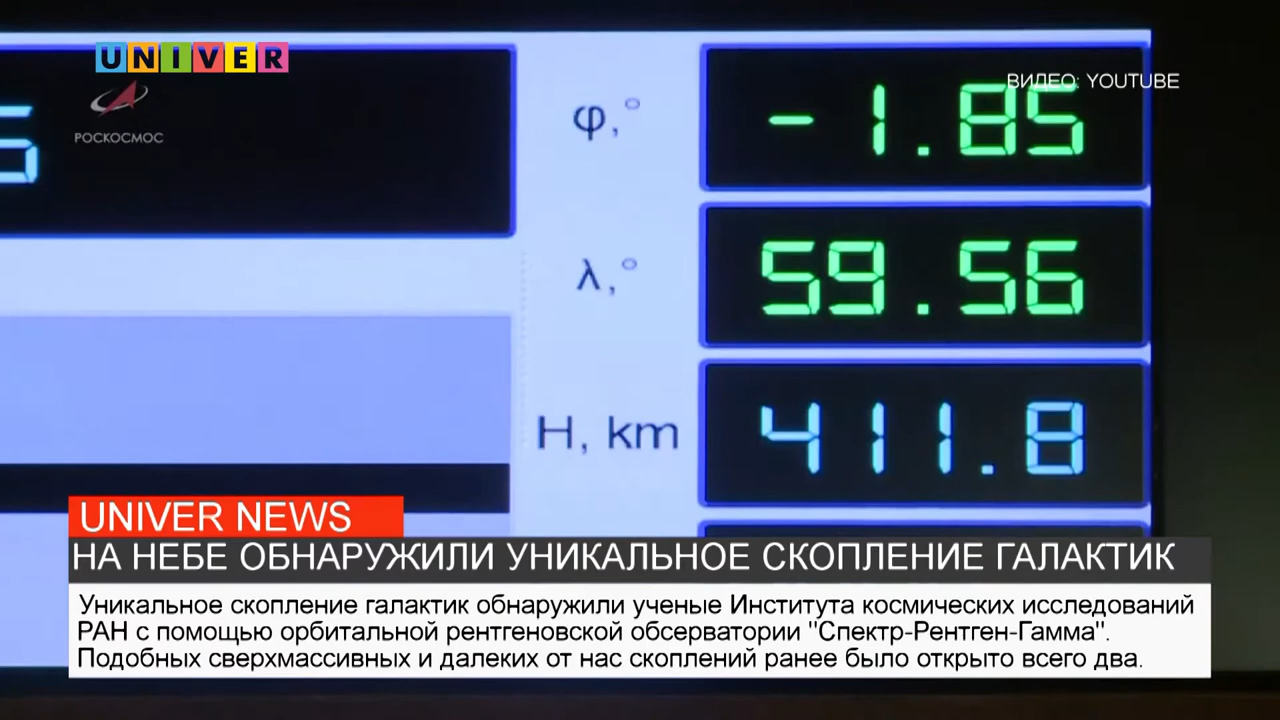 UNIVER
ВИДЕО: YOUTUBE
РОСКОСМОС
φ,° -1.85
λ,° 59.56
H, km 411.8
UNIVER NEWS
НА НЕБЕ ОБНАРУЖИЛИ УНИКАЛЬНОЕ СКОПЛЕНИЕ ГАЛАКТИК
Уникальное скопление галактик обнаружили ученые Института космических исследований
РАН с помощью орбитальной рентгеновской обсерватории "Спектр-Рентген-Гамма".
Подобных сверхмассивных и далеких от нас скоплений ранее было открыто всего два.